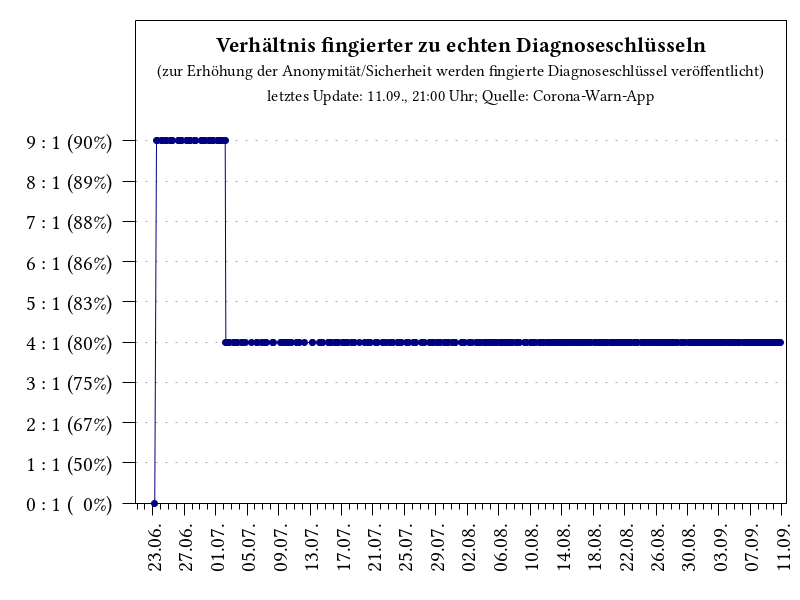 Verhältnis fingierter zu echten Diagnoseschlüsseln
(zur Erhöhung der Anonymität/Sicherheit werden fingierte Diagnoseschlüssel veröffentlicht)
letztes Update: 11.09., 21:00 Uhr; Quelle: Corona-Warn-App
9 : 1 (90%)
8 : 1 (89%)
7 : 1 (88%)
6 : 1 (86%)
5 : 1 (83%)
4 : 1 (80%)
3 : 1 (75%)
2 : 1 (67%)
1 : 1 (50%)
0 : 1 (  0%)
23.06.
27.06.
01.07.
05.07.
09.07.
13.07.
17.07.
21.07.
25.07.
29.07.
02.08.
06.08.
10.08.
14.08.
18.08.
22.08.
26.08.
30.08.
03.09.
07.09.
11.09.